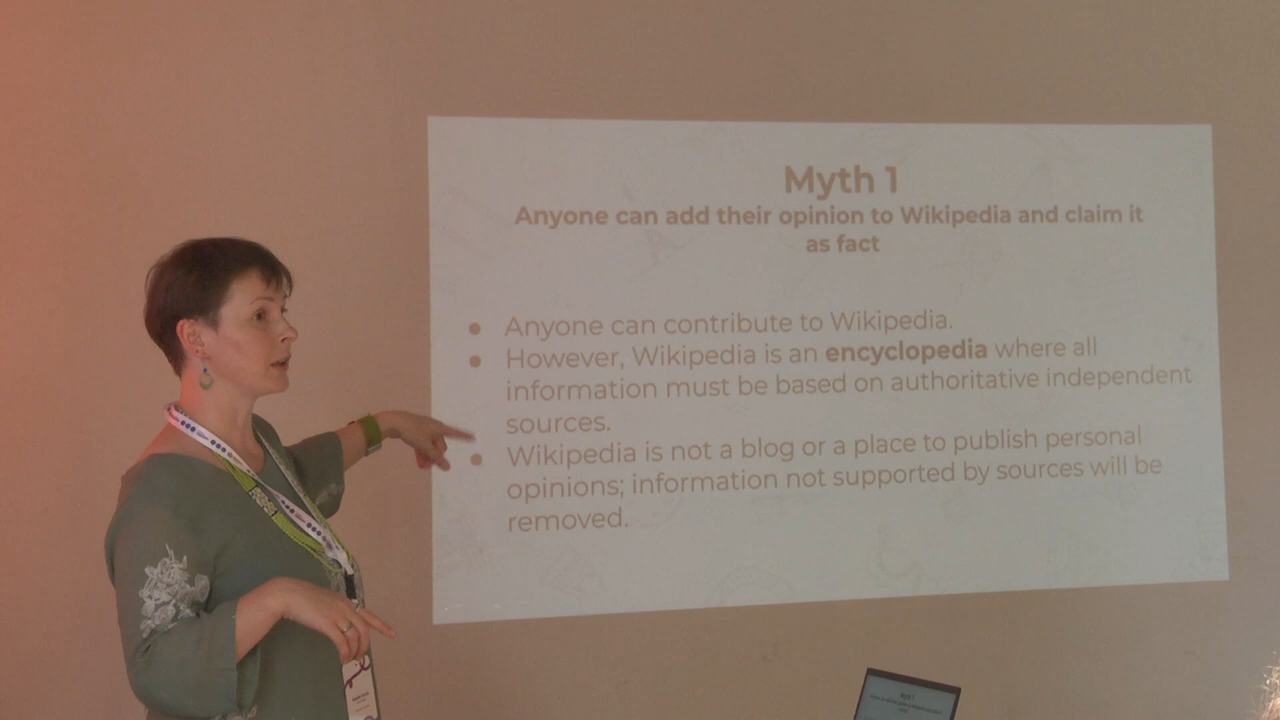 Myth 1
Anyone can add their opinion to Wikipedia and claim it
as fact
Anyone can contribute to Wikipedia.
However, Wikipedia is an encyclopedia where all
information must be based on authoritative independent
sources.
Wikipedia is not a blog or a place to publish personal
opinions; information not supported by sources will be
removed.
Myth 1